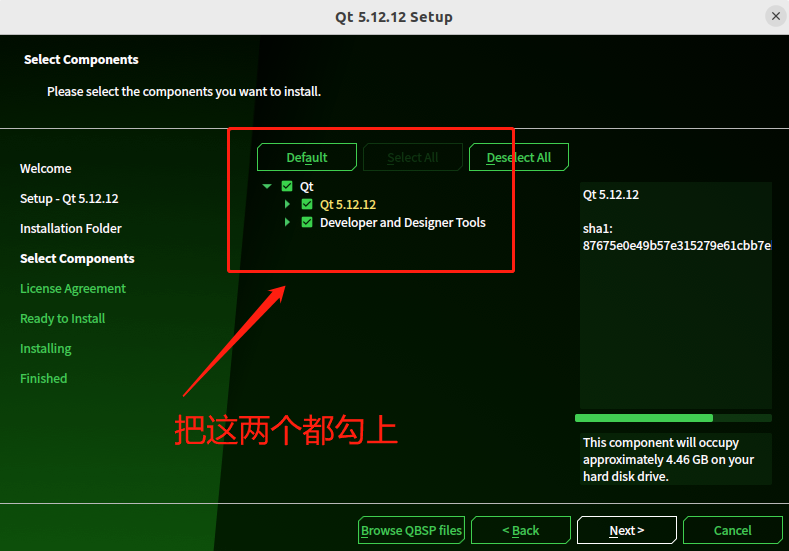 Qt 5.12.12 Setup
Select Components
Please select the components you want to install.
Welcome
Setup - Qt 5.12.12
Installation Folder
Select Components
License Agreement
Ready to Install
Installing
Finished
Default
Select All
Deselect All
Qt
Qt 5.12.12
Developer and Designer Tools
Qt 5.12.12
sha1:
87675e0e49b57e315279e61cbb7e
把这两个都勾上
This component will occupy
approximately 4.46 GB on your
hard disk drive.
Browse QBSP files
< Back
Next >
Cancel